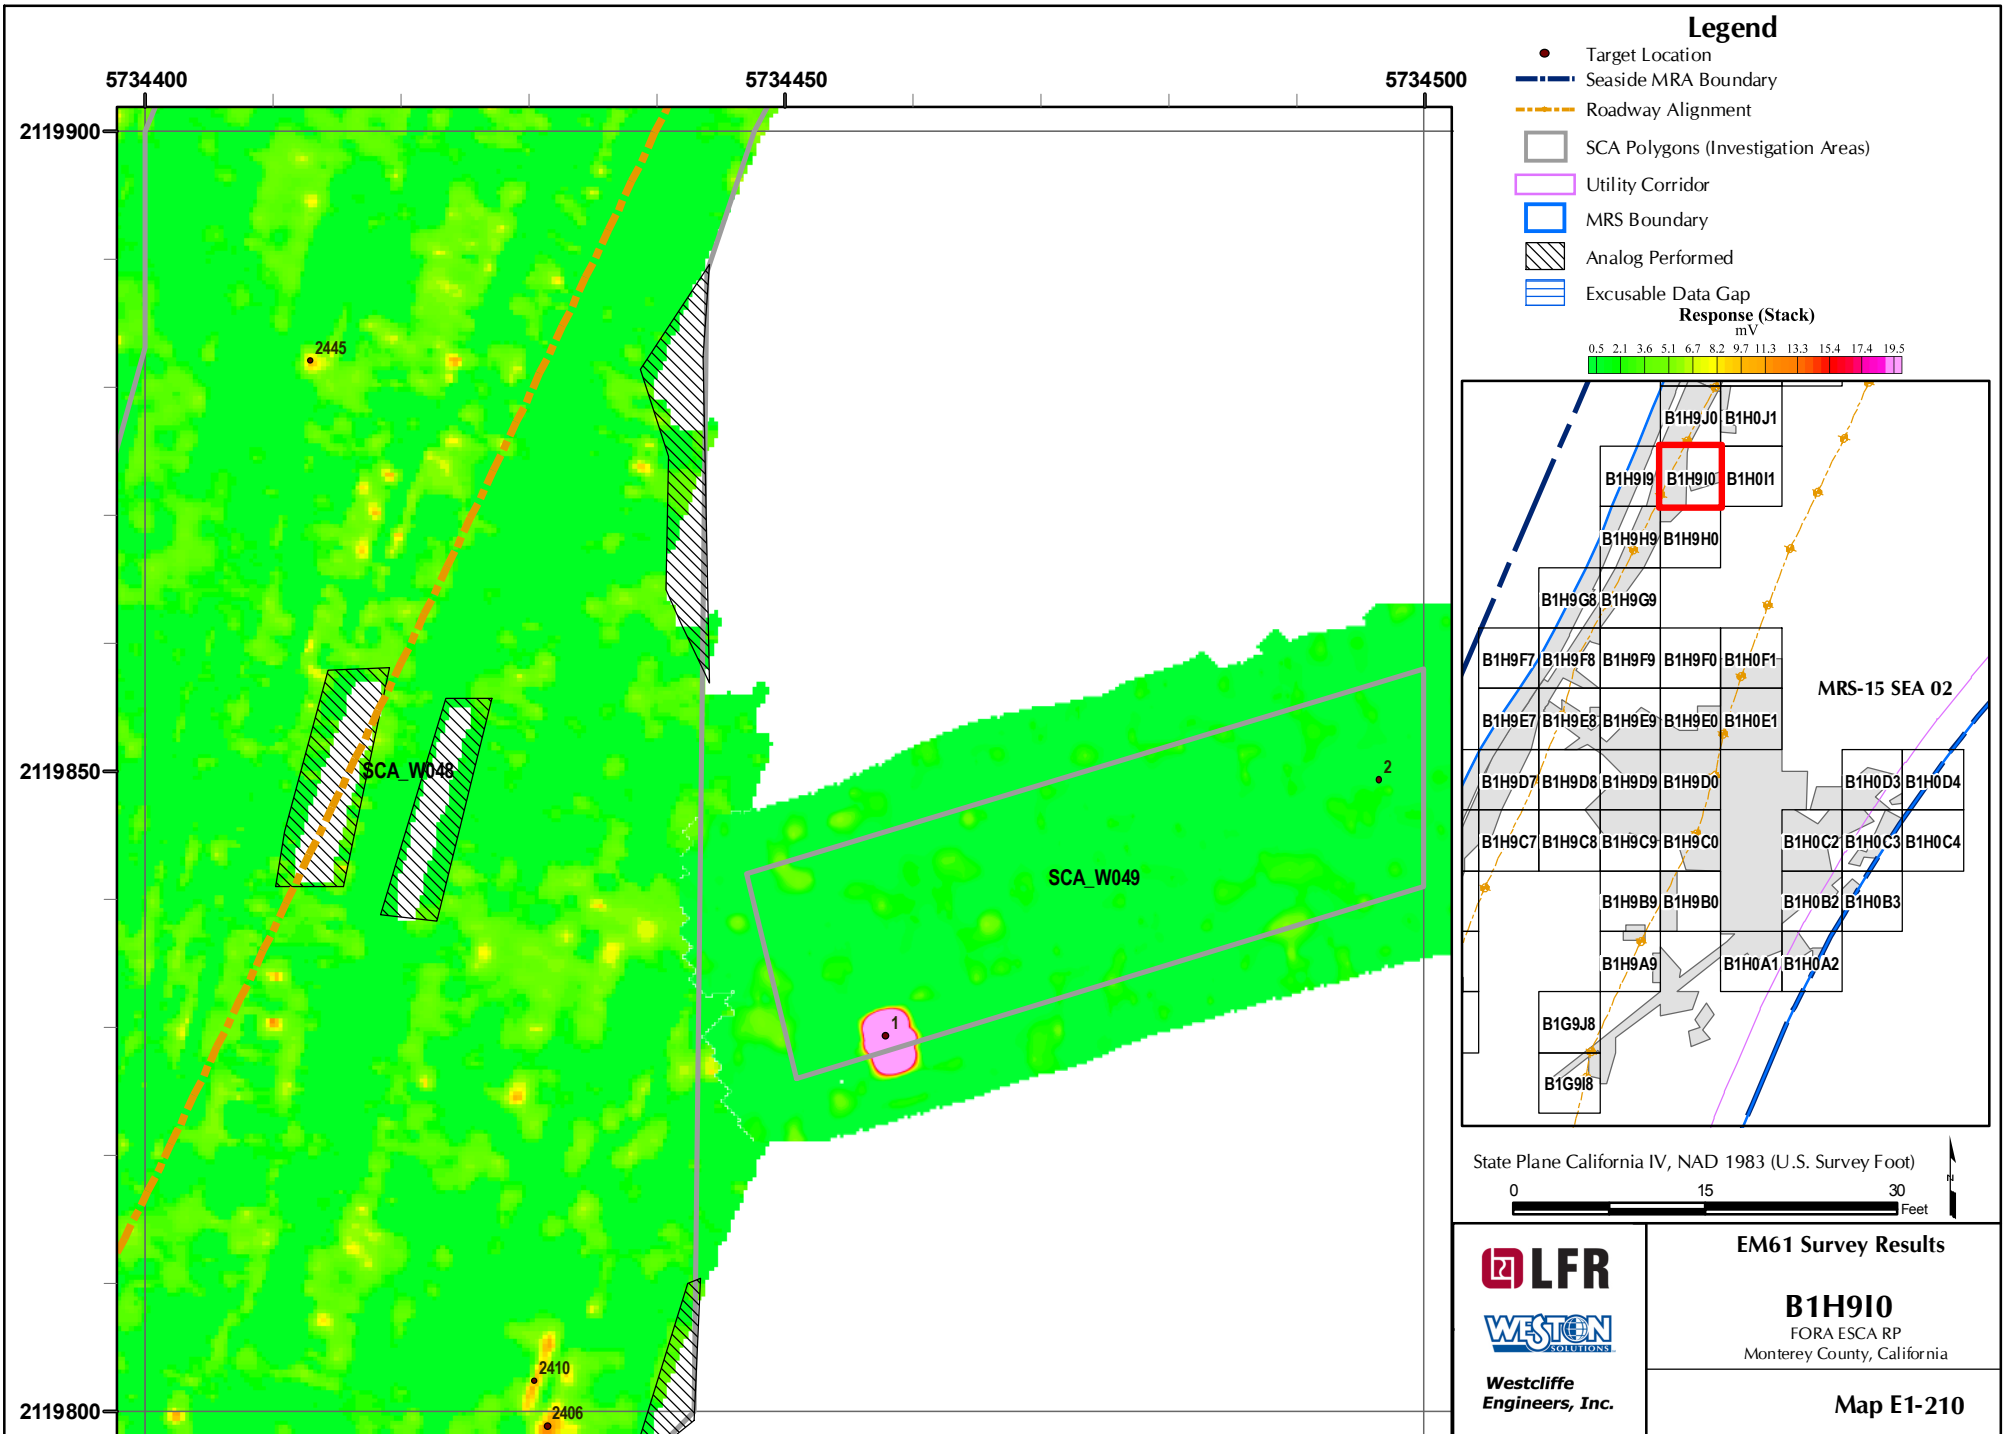 Legend
Target Location
Seaside MRA Boundary
Roadway Alignment
SCA Polygons (Investigation Areas)
Utility Corridor
MRS Boundary
Analog Performed
Excusable Data Gap
Response (Stack)
mV
0.5 2.1 3.6 5.1 6.7 8.2 9.7 11.3 13.3 15.4 17.4 19.5
5734400 5734450 5734500
2119900
2445
2119850
SCA_W048
2
SCA_W049
1
2410
2406
2119800
B1H9J0 B1H0J1
B1H9I9 B1H9I0 B1H0I1
B1H9H9 B1H9H0
B1H9G8 B1H9G9
B1H9F7 B1H9F8 B1H9F9 B1H9F0 B1H0F1
MRS-15 SEA 02
B1H9E7 B1H9E8 B1H9E9 B1H9E0 B1H0E1
B1H9D7 B1H9D8 B1H9D9 B1H9D0 B1H0D3 B1H0D4
B1H9C7 B1H9C8 B1H9C9 B1H9C0 B1H0C2 B1H0C3 B1H0C4
B1H9B9 B1H9B0 B1H0B2 B1H0B3
B1H9A9 B1H0A1 B1H0A2
B1G9J8
B1G9I8
State Plane California IV, NAD 1983 (U.S. Survey Foot)
0 15 30
Feet
N
LFR
WESTON
SOLUTIONS
Westcliffe
Engineers, Inc.
EM61 Survey Results
B1H9I0
FORA ESCA RP
Monterey County, California
Map E1-210